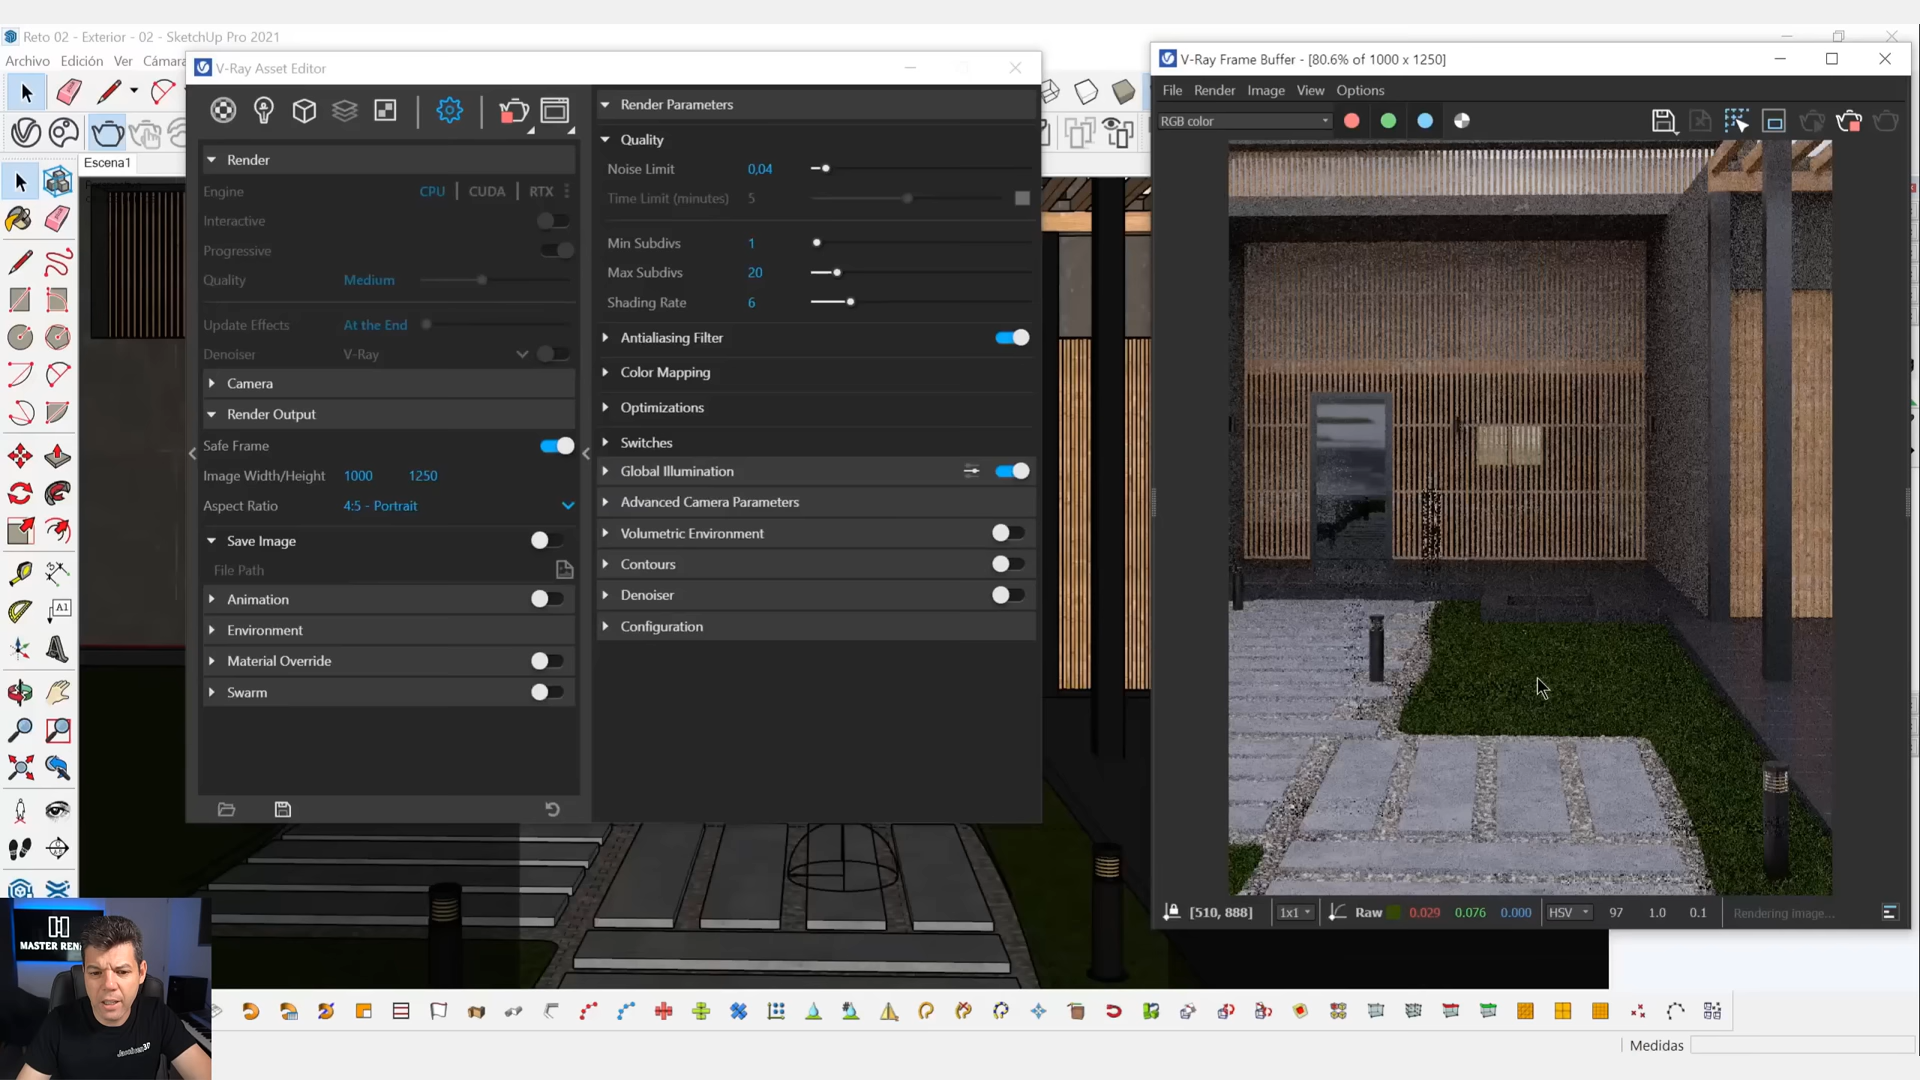 Reto 02 - Exterior - 02 - SketchUp Pro 2021
Archivo Edición Ver Cámara
Escena1
V-Ray Asset Editor
Render
Engine CPU | CUDA | RTX
Interactive
Progressive
Quality Medium
Update Effects At the End
Denoiser V-Ray
Camera
Render Output
Safe Frame
Image Width/Height 1000 1250
Aspect Ratio 4:5 - Portrait
Save Image
File Path
Animation
Environment
Material Override
Swarm
Render Parameters
Quality
Noise Limit 0,04
Time Limit (minutes) 5
Min Subdivs 1
Max Subdivs 20
Shading Rate 6
Antialiasing Filter
Color Mapping
Optimizations
Switches
Global Illumination
Advanced Camera Parameters
Volumetric Environment
Contours
Denoiser
Configuration
V-Ray Frame Buffer - [80.6% of 1000 x 1250]
File Render Image View Options
RGB color
[510, 888] 1x1 Raw 0.029 0.076 0.000 HSV 97 1.0 0.1 Rendering image...
A1
MASTER REN
Medidas